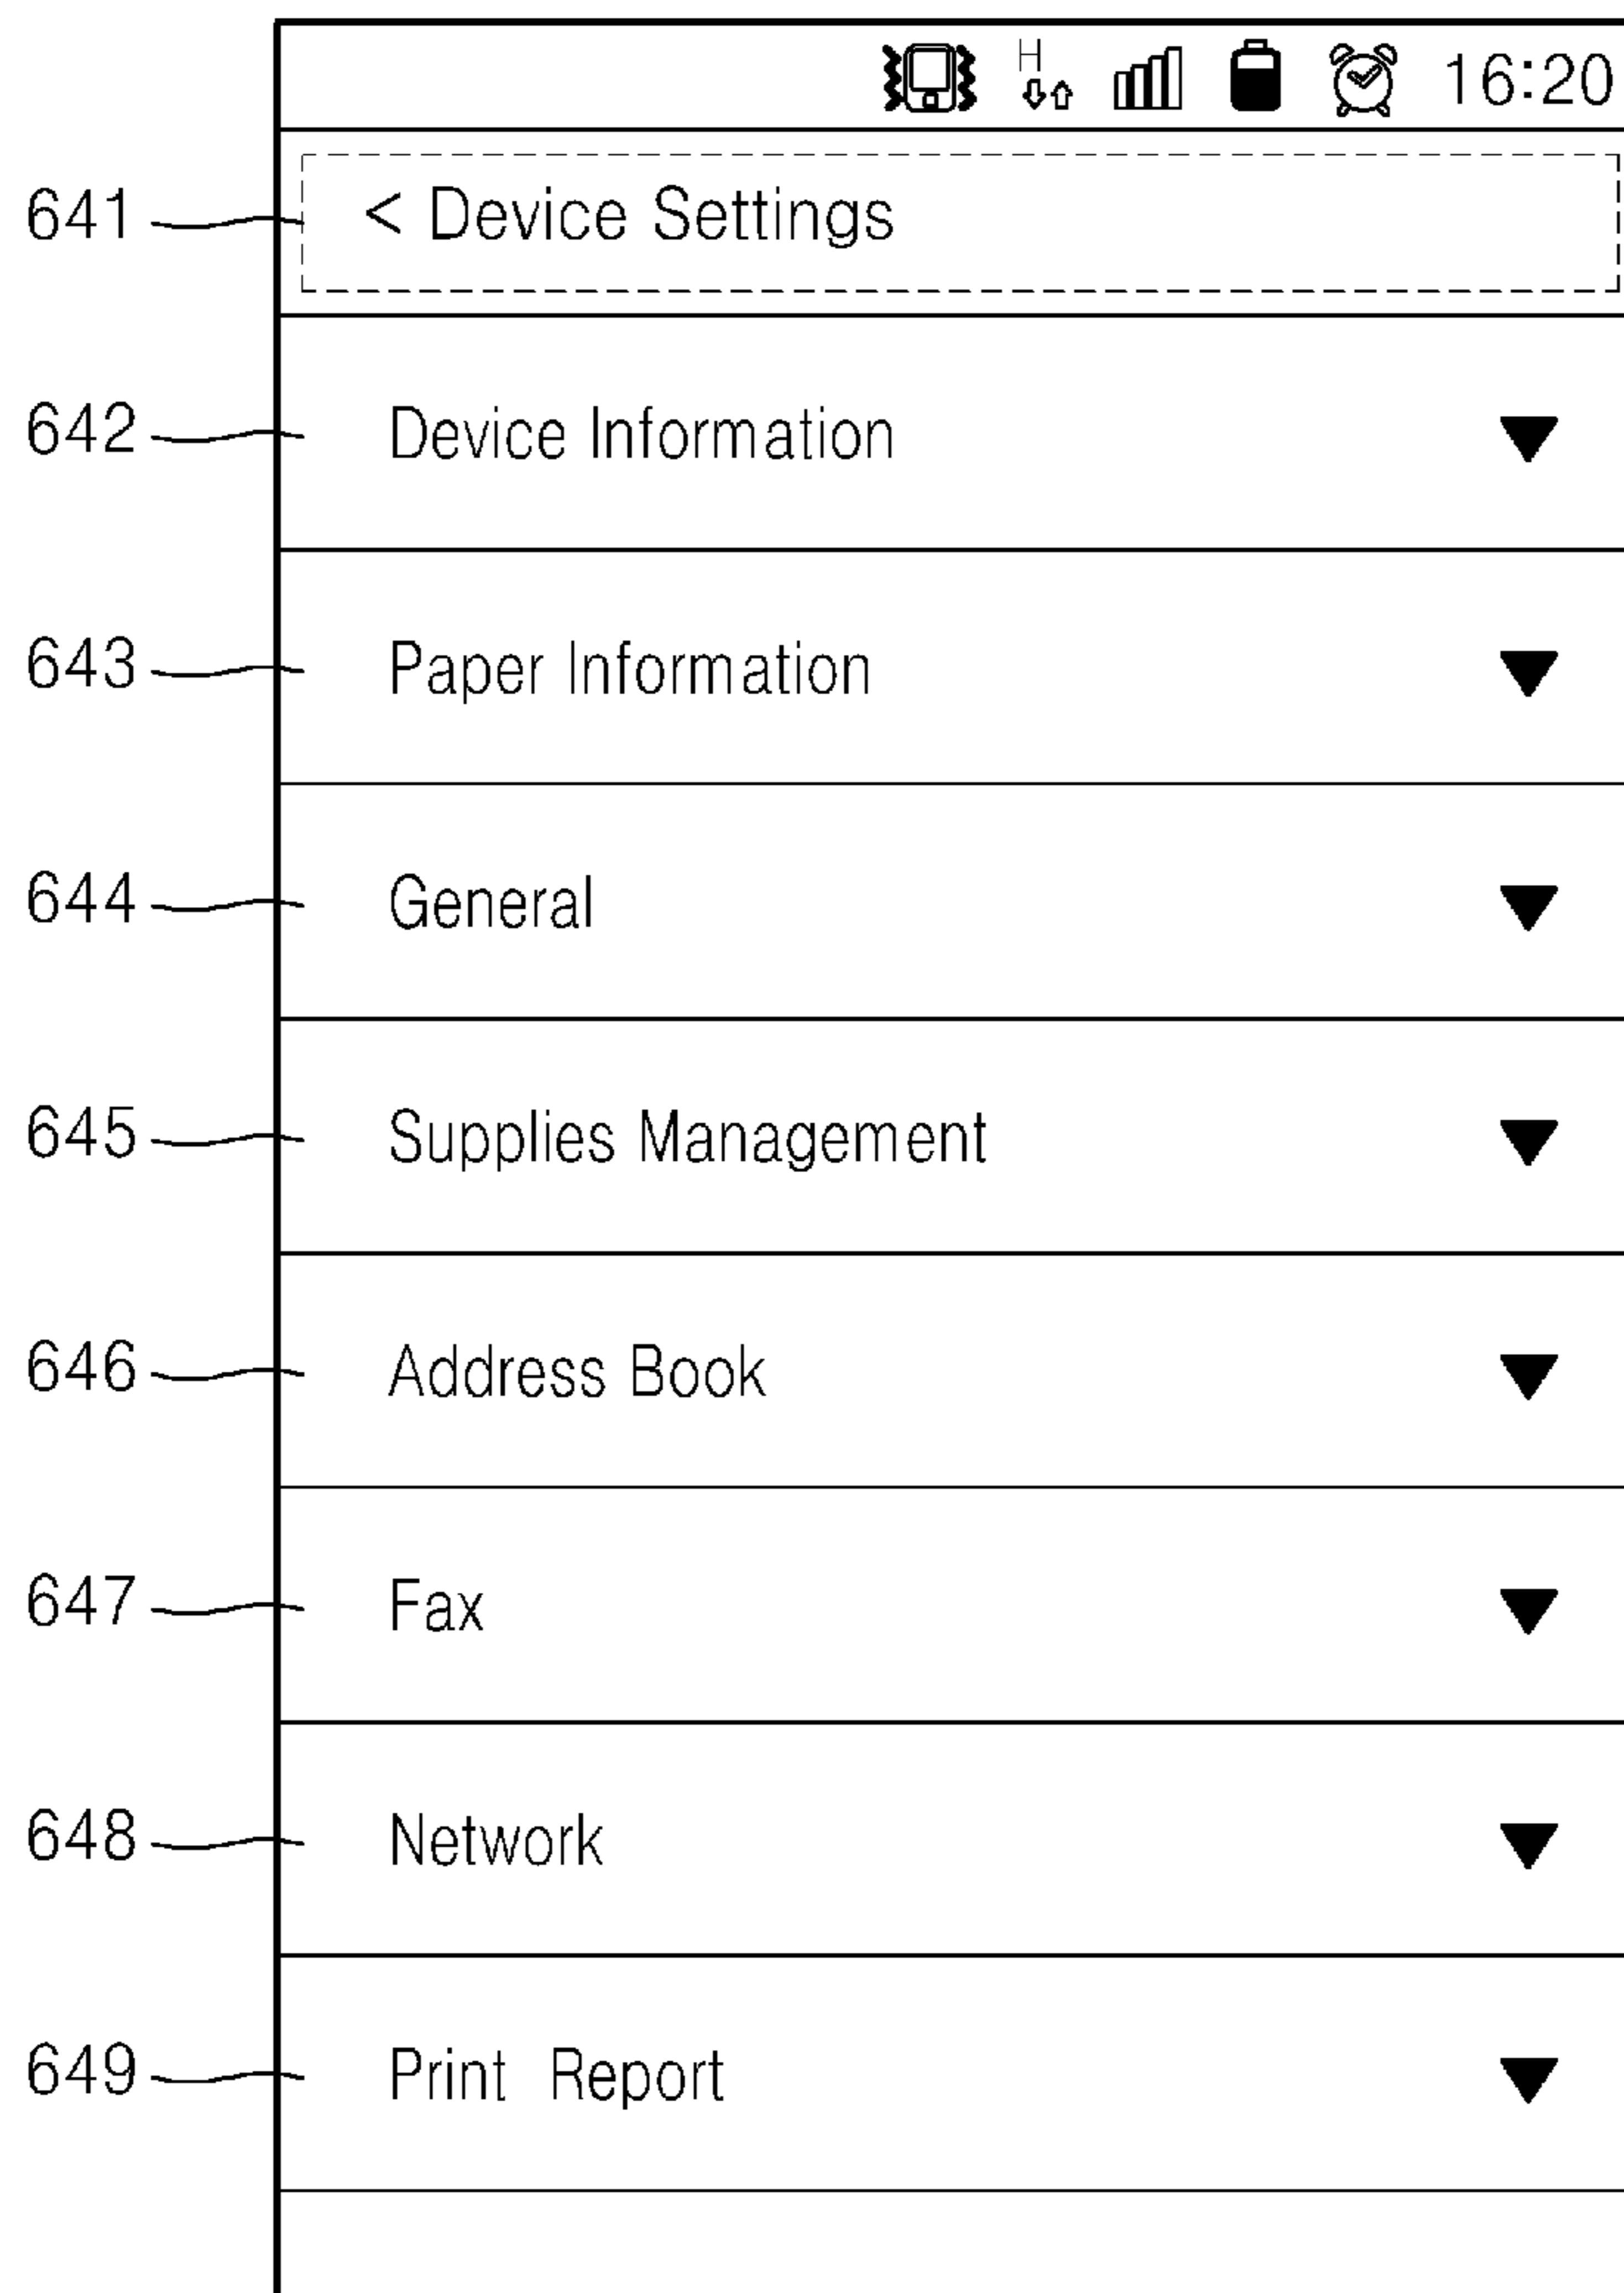 H
16:20
641 < Device Settings
642 Device Information
643 Paper Information
644 General
645 Supplies Management
646 Address Book
647 Fax
648 Network
649 Print Report